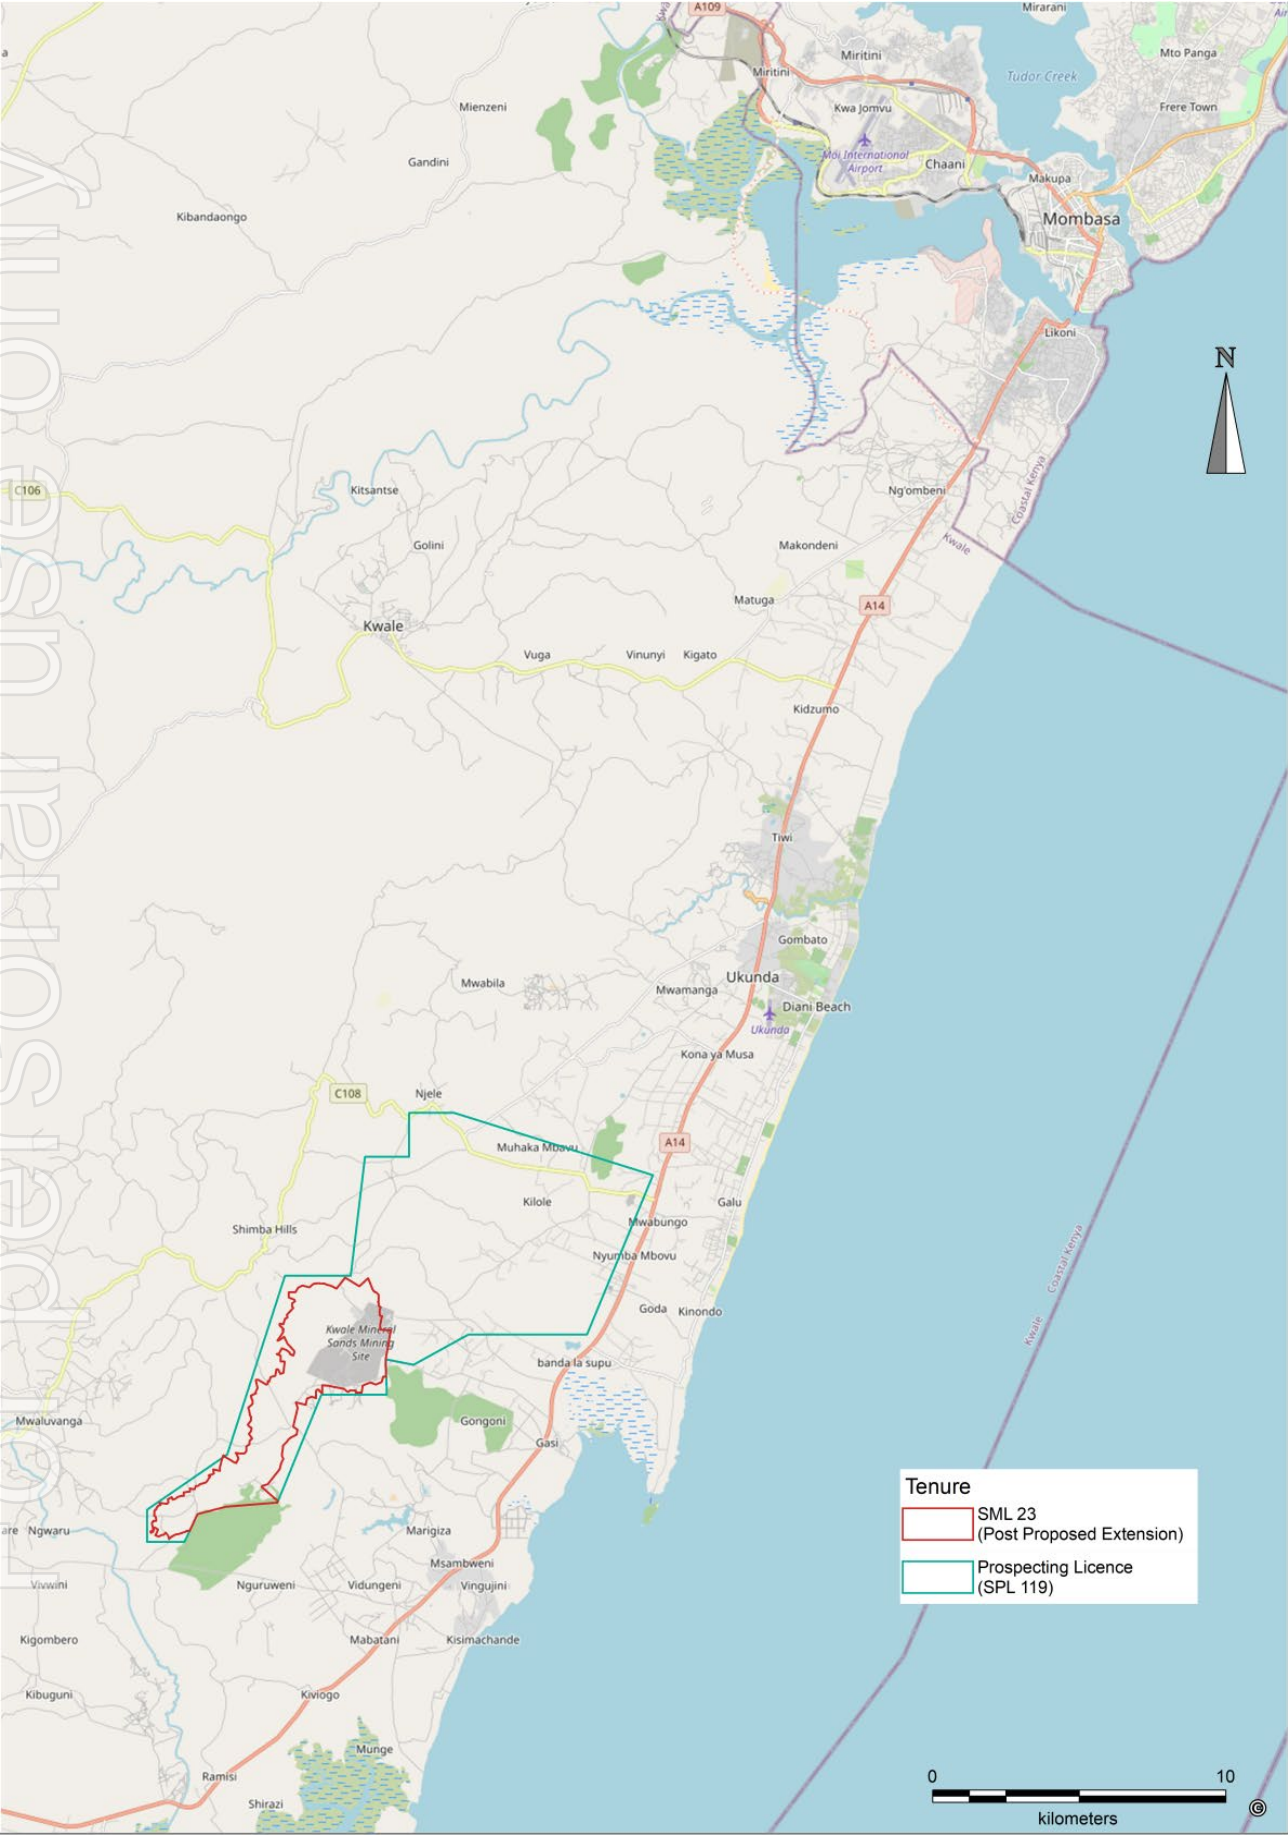 A109
Mirarani
Miritini
Mto Panga
Miritini
Tudor Creek
Mienzeni
Kwa Jomvu
Frere Town
Moi International
Airport
Chaani
Gandini
Makupa
Kibandaongo
Mombasa
Likoni
N
C106
Kitsantse
Ng'ombeni
Coastal Kenya
Kwale
Golini
Makondeni
Matuga
A14
Kwale
Vuga
Vinunyi
Kigato
Kidzumo
Tiwi
Gombato
Ukunda
Mwabila
Mwamanga
Diani Beach
Ukunda
Kona ya Musa
C108
Njele
A14
Muhaka Mbavu
Kilole
Galu
Shimba Hills
Mwabungo
Nyumba Mbovu
Goda
Kinondo
Coastal Kenya
Kwale
Kwale Mineral
Sands Mining
Site
banda la supu
Mwaluvanga
Gongoni
Gasi
Ngwaru
Marigiza
Msambweni
Vivwini
Nguruweni
Vidungeni
Vingujini
Kigombero
Mabatani
Kisimachande
Kibuguni
Kiviogo
Munge
Ramisi
Shirazi
Tenure
SML 23
(Post Proposed Extension)
Prospecting Licence
(SPL 119)
0 10
kilometers
©
personal use only